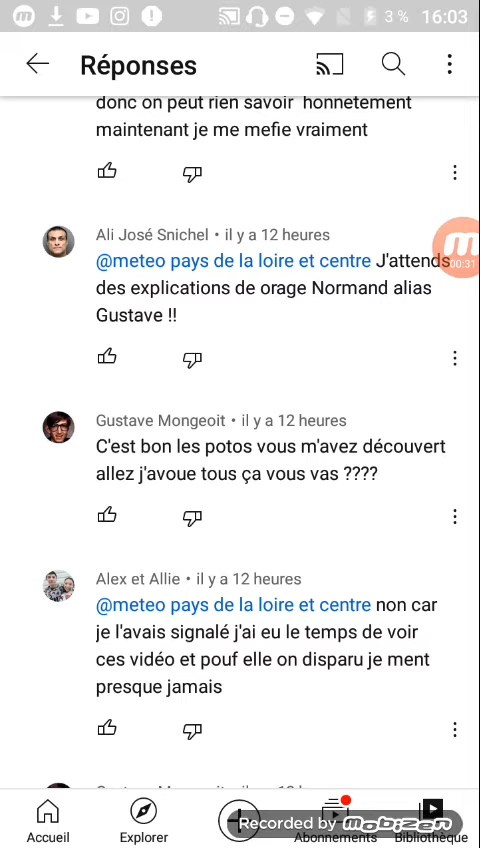 3 % 16:03
Réponses
donc on peut rien savoir honnetement
maintenant je me mefie vraiment
Ali José Snichel • il y a 12 heures
@meteo pays de la loire et centre J'attends
des explications de orage Normand alias
Gustave !!
00:31
Gustave Mongeoit • il y a 12 heures
C'est bon les potos vous m'avez découvert
allez j'avoue tous ça vous vas ????
Alex et Allie • il y a 12 heures
@meteo pays de la loire et centre non car
je l'avais signalé j'ai eu le temps de voir
ces vidéo et pouf elle on disparu je ment
presque jamais
Recorded by mobizen
Accueil Explorer Abonnements Bibliothèque